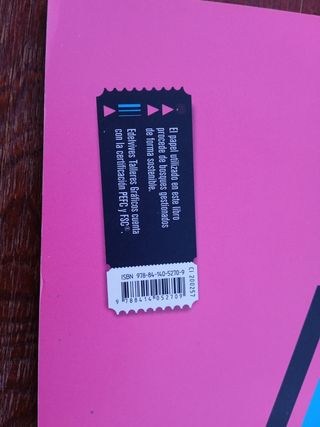 El papel utilizado en este libro
procede de bosques gestionados
de forma sostenible.
Edelvives Talleres Gráficos cuenta
con la certificación PEFC y FSC®.
CI 200257
ISBN 978-84-140-5270-9
9 788414 052709